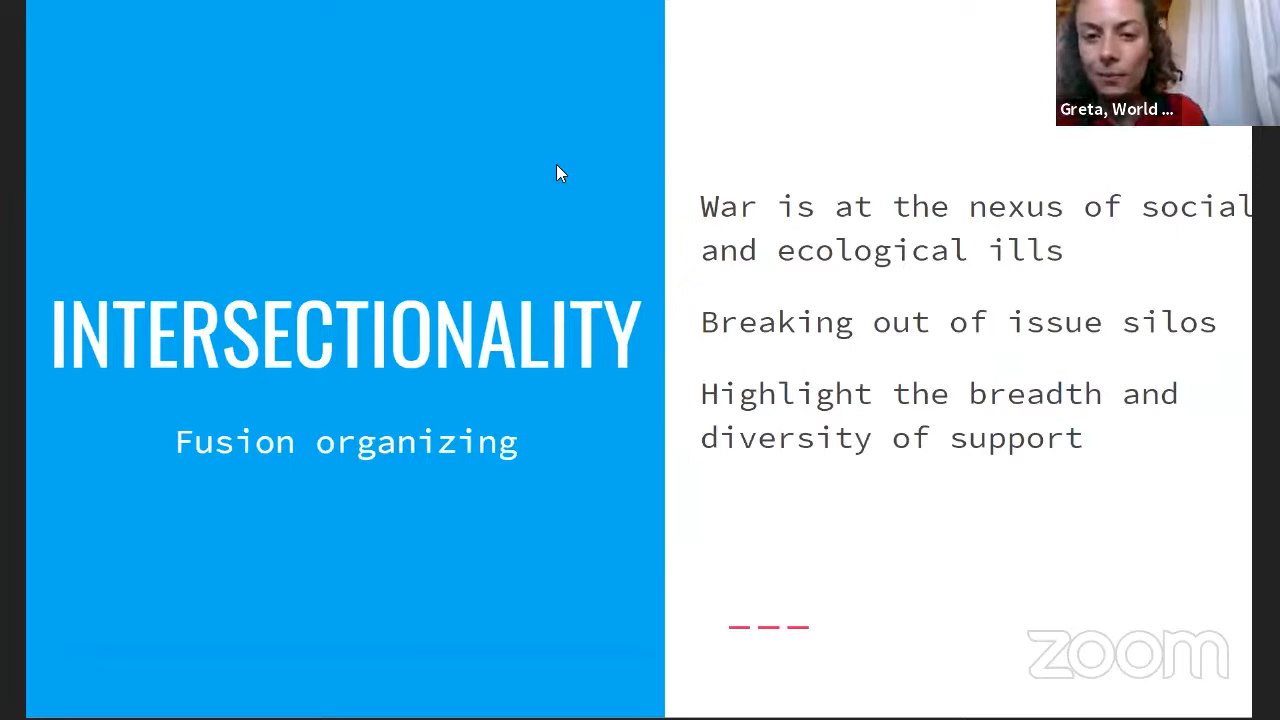 Greta, World ...
War is at the nexus of social
and ecological ills
Breaking out of issue silos
Highlight the breadth and
diversity of support
INTERSECTIONALITY
Fusion organizing
zoom